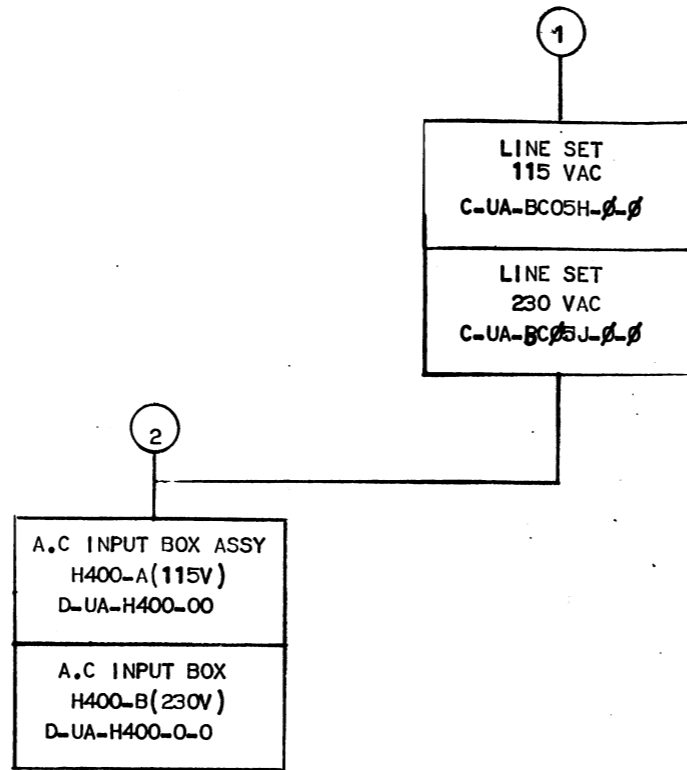 1
LINE SET
115 VAC
C-UA-BC05H-Ø-Ø
LINE SET
230 VAC
C-UA-BCØ5J-Ø-Ø
2
A.C INPUT BOX ASSY
H400-A(115V)
D-UA-H400-00
A.C INPUT BOX
H400-B(230V)
D-UA-H400-0-0